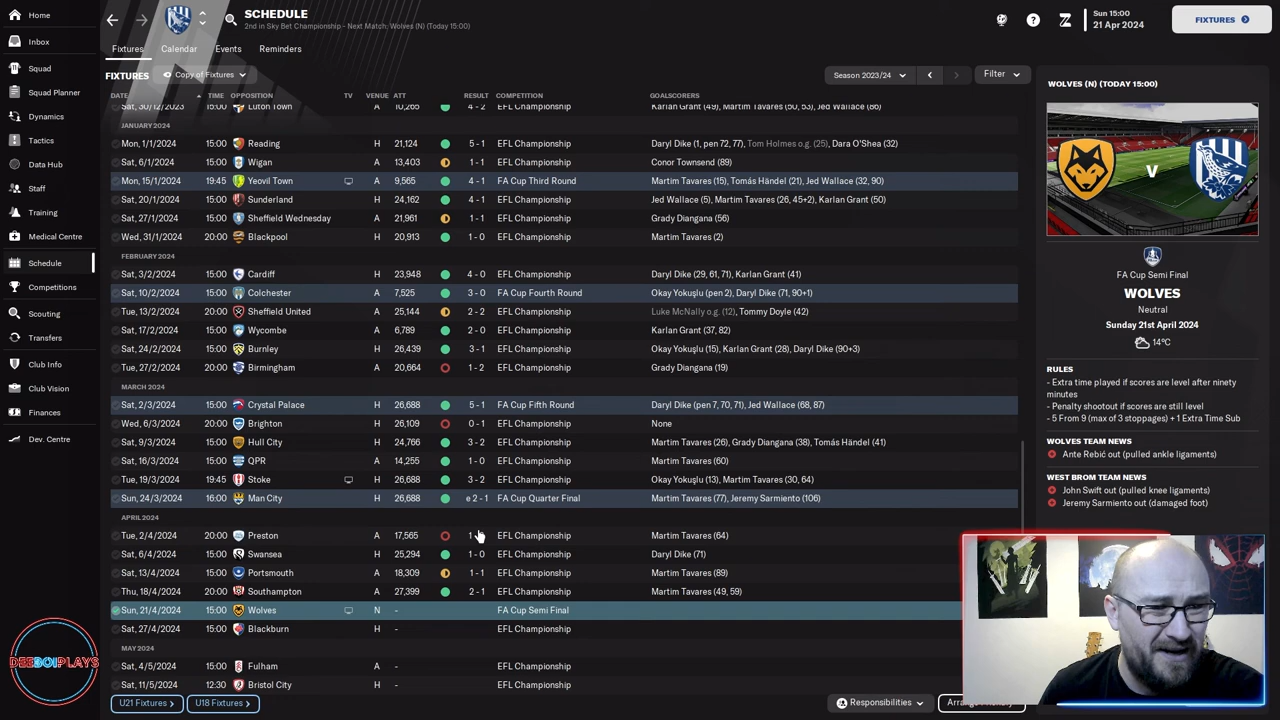 Home
Inbox
Squad
Squad Planner
Dynamics
Tactics
Data Hub
Staff
Training
Medical Centre
Schedule
Competitions
Scouting
Transfers
Club Info
Club Vision
Finances
Dev. Centre
DEEBOIPLAYS
SCHEDULE
2nd in Sky Bet Championship - Next Match: Wolves (N) (Today 15:00)
Sun 15:00
21 Apr 2024
FIXTURES
Fixtures Calendar Events Reminders
FIXTURES Copy of Fixtures Season 2023/24 Filter
DATE TIME OPPOSITION TV VENUE ATT RESULT COMPETITION GOALSCORERS
Sat, 30/12/2023 15:00 Luton Town A 10,265 4 - 2 EFL Championship Karlan Grant (49), Martim Tavares (50, 53), Jed Wallace (86)
JANUARY 2024
Mon, 1/1/2024 15:00 Reading A 21,124 5 - 1 EFL Championship Daryl Dike (1, pen 72, 77), Tom Holmes o.g. (25), Dara O'Shea (32)
Sat, 6/1/2024 15:00 Wigan A 13,403 1 - 1 EFL Championship Conor Townsend (89)
Mon, 15/1/2024 19:45 Yeovil Town A 9,565 4 - 1 FA Cup Third Round Martim Tavares (15), Tomás Händel (21), Jed Wallace (32, 90)
Sat, 20/1/2024 15:00 Sunderland H 24,162 4 - 1 EFL Championship Jed Wallace (5), Martim Tavares (26, 45+2), Karlan Grant (50)
Sat, 27/1/2024 15:00 Sheffield Wednesday A 21,961 1 - 1 EFL Championship Grady Diangana (56)
Wed, 31/1/2024 20:00 Blackpool H 20,913 1 - 0 EFL Championship Martim Tavares (2)
FEBRUARY 2024
Sat, 3/2/2024 15:00 Cardiff H 23,948 4 - 0 EFL Championship Daryl Dike (29, 61, 71), Karlan Grant (41)
Sat, 10/2/2024 15:00 Colchester A 7,525 3 - 0 FA Cup Fourth Round Okay Yokuşlu (pen 2), Daryl Dike (71, 90+1)
Tue, 13/2/2024 20:00 Sheffield United A 25,144 2 - 2 EFL Championship Luke McNally o.g. (12), Tommy Doyle (42)
Sat, 17/2/2024 15:00 Wycombe A 6,789 2 - 0 EFL Championship Karlan Grant (37, 82)
Sat, 24/2/2024 15:00 Burnley H 26,439 3 - 1 EFL Championship Okay Yokuşlu (15), Karlan Grant (28), Daryl Dike (90+3)
Tue, 27/2/2024 20:00 Birmingham A 20,664 1 - 2 EFL Championship Grady Diangana (19)
MARCH 2024
Sat, 2/3/2024 15:00 Crystal Palace H 26,688 5 - 1 FA Cup Fifth Round Daryl Dike (pen 7, 70, 71), Jed Wallace (68, 87)
Wed, 6/3/2024 20:00 Brighton H 26,109 0 - 1 EFL Championship None
Sat, 9/3/2024 15:00 Hull City H 24,766 3 - 2 EFL Championship Martim Tavares (26), Grady Diangana (38), Tomás Händel (41)
Sat, 16/3/2024 15:00 QPR A 14,255 1 - 0 EFL Championship Martim Tavares (60)
Tue, 19/3/2024 19:45 Stoke H 26,688 3 - 2 EFL Championship Okay Yokuşlu (13), Martim Tavares (30, 64)
Sun, 24/3/2024 16:00 Man City H 26,688 e 2 - 1 FA Cup Quarter Final Martim Tavares (77), Jeremy Sarmiento (106)
APRIL 2024
Tue, 2/4/2024 20:00 Preston A 17,565 1 EFL Championship Martim Tavares (64)
Sat, 6/4/2024 15:00 Swansea H 25,294 1 - 0 EFL Championship Daryl Dike (71)
Sat, 13/4/2024 15:00 Portsmouth A 18,309 1 - 1 EFL Championship Martim Tavares (89)
Thu, 18/4/2024 20:00 Southampton A 27,399 2 - 1 EFL Championship Martim Tavares (49, 59)
Sun, 21/4/2024 15:00 Wolves N - FA Cup Semi Final
Sat, 27/4/2024 15:00 Blackburn H - EFL Championship
MAY 2024
Sat, 4/5/2024 15:00 Fulham A - EFL Championship
Sat, 11/5/2024 12:30 Bristol City H - EFL Championship
U21 Fixtures U18 Fixtures Responsibilities
WOLVES (N) (TODAY 15:00)
V
FA Cup Semi Final
WOLVES
Neutral
Sunday 21st April 2024
14°C
RULES
- Extra time played if scores are level after ninety
minutes
- Penalty shootout if scores are still level
- 5 From 9 (max of 3 stoppages) + 1 Extra Time Sub
WOLVES TEAM NEWS
Ante Rebić out (pulled ankle ligaments)
WEST BROM TEAM NEWS
John Swift out (pulled knee ligaments)
Jeremy Sarmiento out (damaged foot)